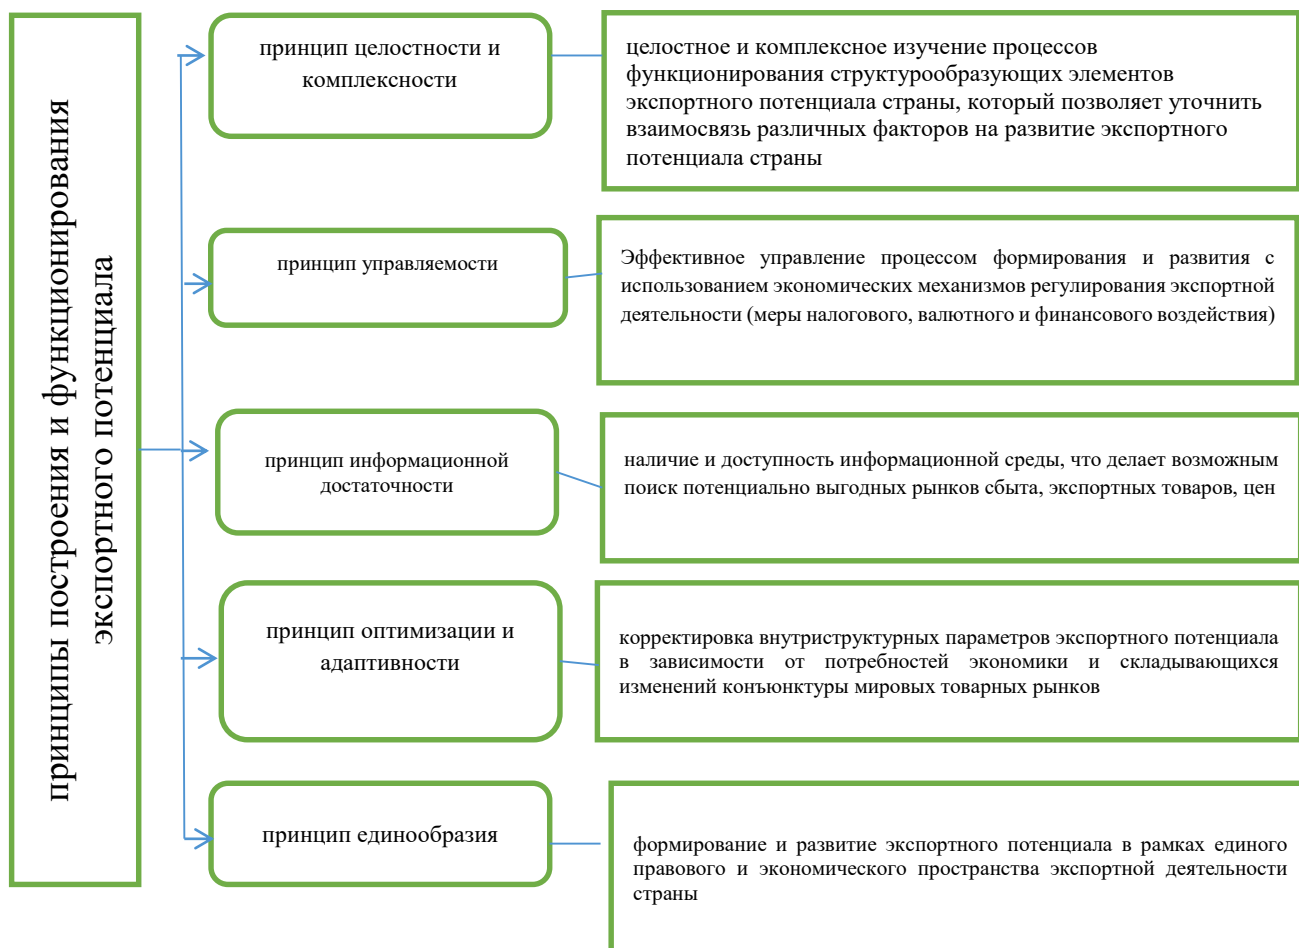 принципы построения и функционирования
экспортного потенциала
принцип целостности и
комплексности
целостное и комплексное изучение процессов
функционирования структурообразующих элементов
экспортного потенциала страны, который позволяет уточнить
взаимосвязь различных факторов на развитие экспортного
потенциала страны
принцип управляемости
Эффективное управление процессом формирования и развития с
использованием экономических механизмов регулирования экспортной
деятельности (меры налогового, валютного и финансового воздействия)
принцип информационной
достаточности
наличие и доступность информационной среды, что делает возможным
поиск потенциально выгодных рынков сбыта, экспортных товаров, цен
принцип оптимизации и
адаптивности
корректировка внутриструктурных параметров экспортного потенциала
в зависимости от потребностей экономики и складывающихся
изменений конъюнктуры мировых товарных рынков
принцип единообразия
формирование и развитие экспортного потенциала в рамках единого
правового и экономического пространства экспортной деятельности
страны